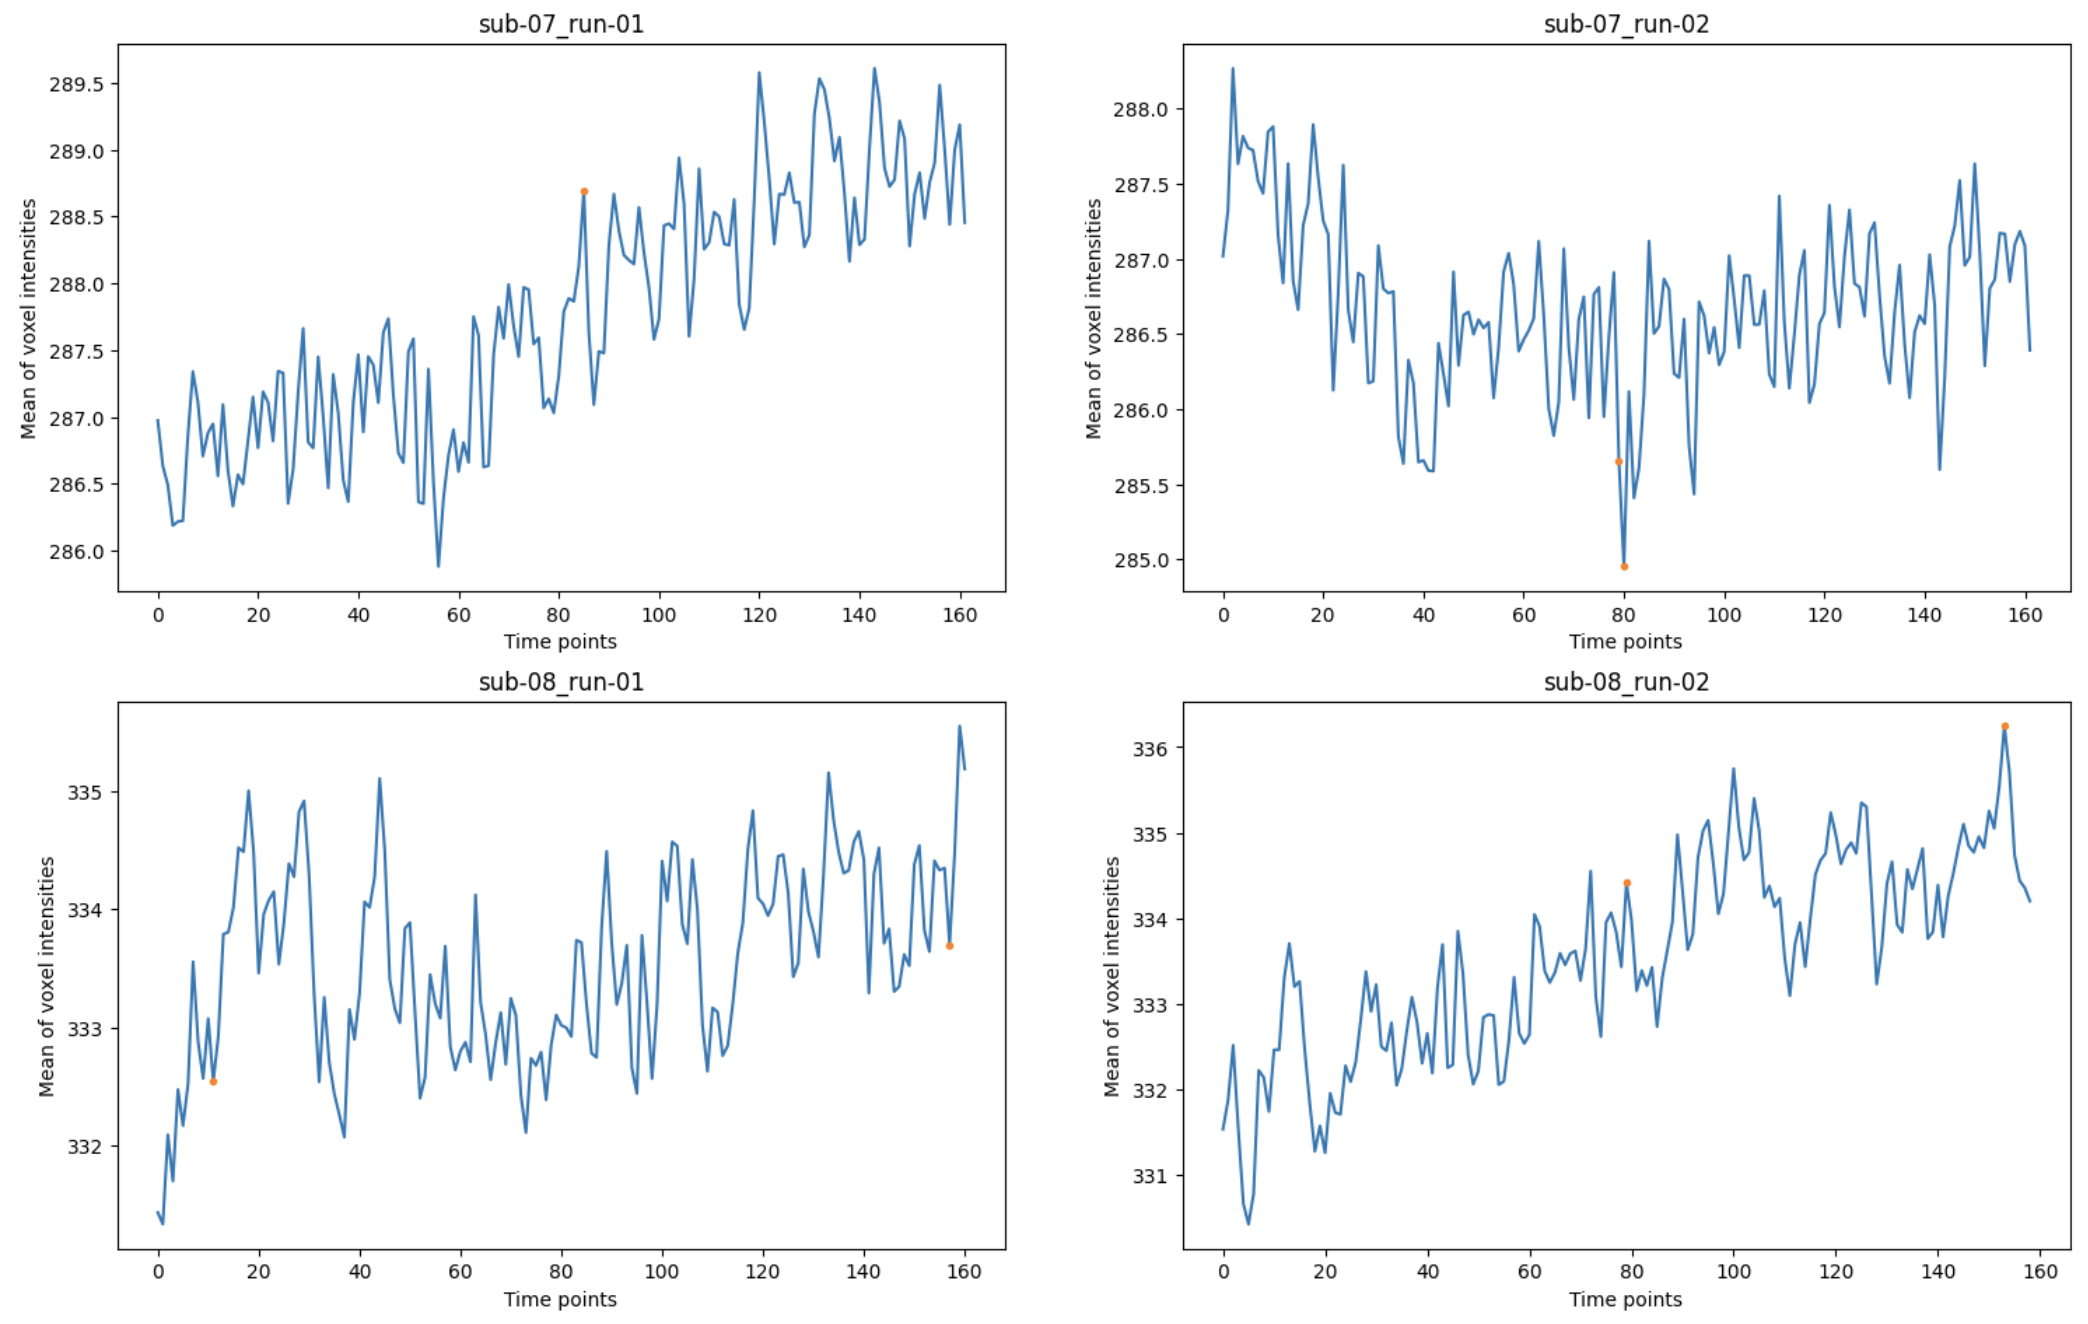 sub-07_run-01
289.5
289.0
288.5
288.0
287.5
287.0
286.5
286.0
Mean of voxel intensities
0 20 40 60 80 100 120 140 160
Time points
sub-07_run-02
288.0
287.5
287.0
286.5
286.0
285.5
285.0
Mean of voxel intensities
0 20 40 60 80 100 120 140 160
Time points
sub-08_run-01
335
334
333
332
Mean of voxel intensities
0 20 40 60 80 100 120 140 160
Time points
sub-08_run-02
336
335
334
333
332
331
Mean of voxel intensities
0 20 40 60 80 100 120 140 160
Time points